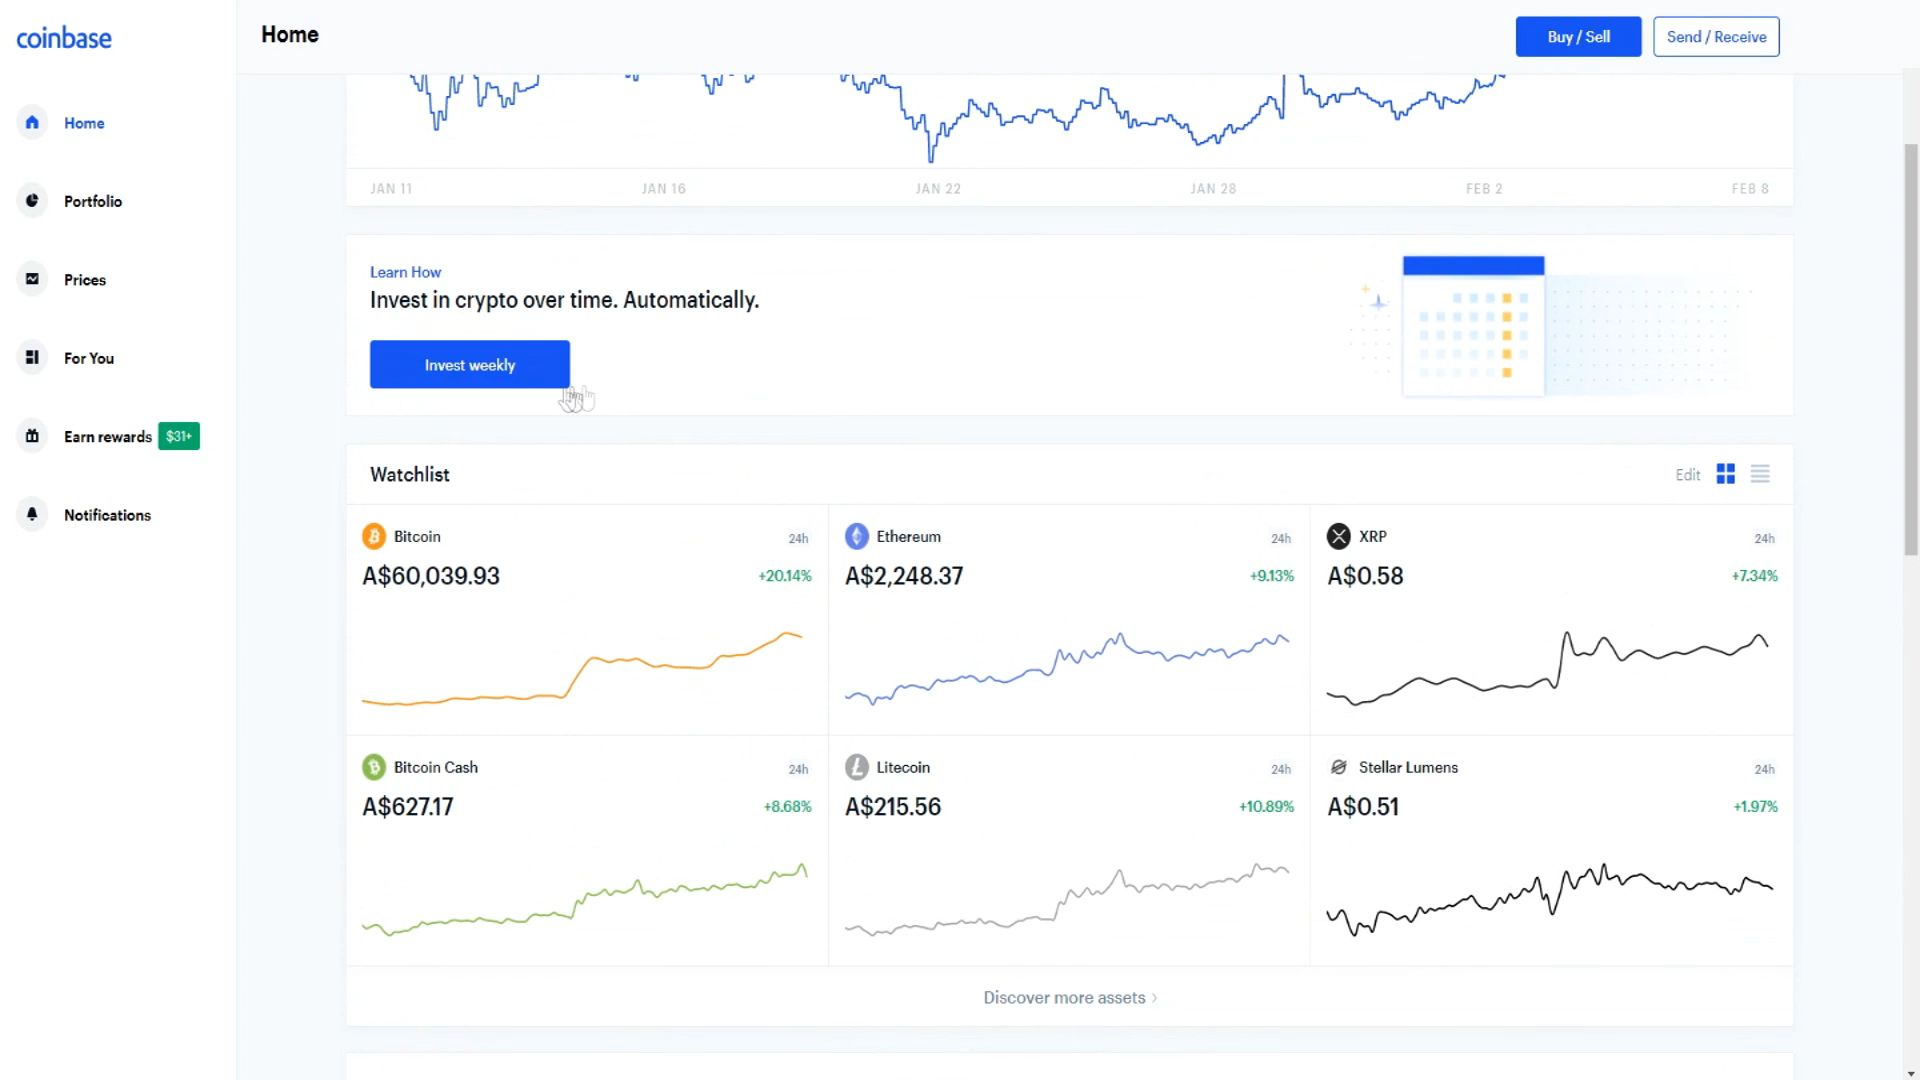 coinbase
Home
Buy / Sell
Send / Receive
Home
Portfolio
Prices
For You
Earn rewards $31+
Notifications
JAN 11 JAN 16 JAN 22 JAN 28 FEB 2 FEB 8
Learn How
Invest in crypto over time. Automatically.
Invest weekly
Watchlist
Edit
Bitcoin 24h
A$60,039.93 +20.14%
Ethereum 24h
A$2,248.37 +9.13%
XRP 24h
A$0.58 +7.34%
Bitcoin Cash 24h
A$627.17 +8.68%
Litecoin 24h
A$215.56 +10.89%
Stellar Lumens 24h
A$0.51 +1.97%
Discover more assets